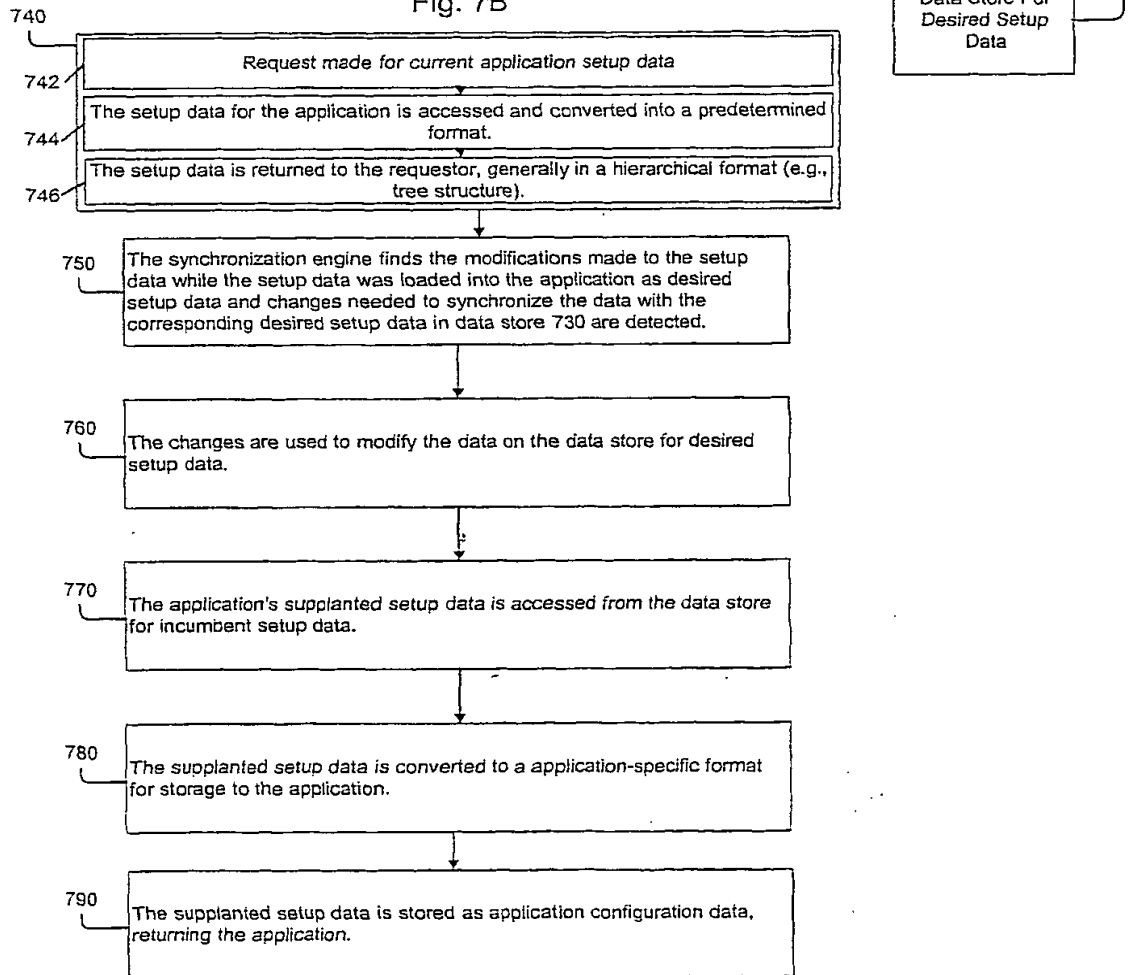 Fig. 7B
Data Store For
Desired Setup
Data
740
742
Request made for current application setup data
744
The setup data for the application is accessed and converted into a predetermined
format.
746
The setup data is returned to the requestor, generally in a hierarchical format (e.g.,
tree structure).
750
The synchronization engine finds the modifications made to the setup
data while the setup data was loaded into the application as desired
setup data and changes needed to synchronize the data with the
corresponding desired setup data in data store 730 are detected.
760
The changes are used to modify the data on the data store for desired
setup data.
770
The application's supplanted setup data is accessed from the data store
for incumbent setup data.
780
The supplanted setup data is converted to a application-specific format
for storage to the application.
790
The supplanted setup data is stored as application configuration data,
returning the application.